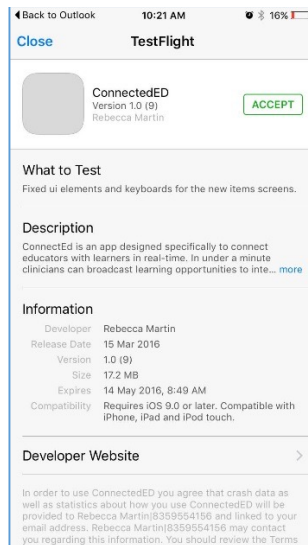 Back to Outlook 10:21 AM 16%
Close TestFlight
ConnectedED
Version 1.0 (9)
Rebecca Martin
ACCEPT
What to Test
Fixed ui elements and keyboards for the new items screens.
Description
ConnectEd is an app designed specifically to connect
educators with learners in real-time. In under a minute
clinicians can broadcast learning opportunities to inte... more
Information
Developer Rebecca Martin
Release Date 15 Mar 2016
Version 1.0 (9)
Size 17.2 MB
Expires 14 May 2016, 8:49 AM
Compatibility Requires iOS 9.0 or later. Compatible with
iPhone, iPad and iPod touch.
Developer Website
In order to use ConnectedED you agree that crash data as
well as statistics about how you use ConnectedED will be
provided to Rebecca Martin|8359554156 and linked to your
email address. Rebecca Martin|8359554156 may contact
you regarding this information. You should review the Terms